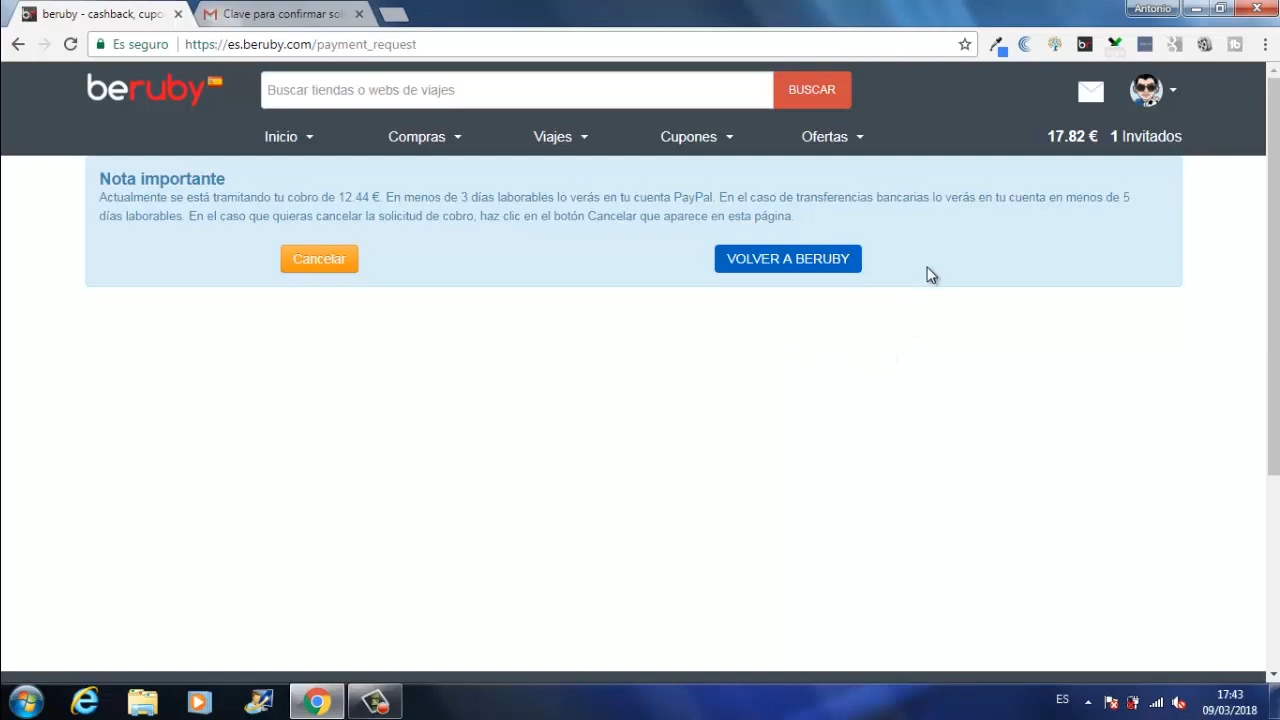 Antonio
beruby - cashback, cupo
Clave para confirmar sol
Es seguro
https://es.beruby.com/payment_request
beruby
Buscar tiendas o webs de viajes
BUSCAR
Inicio
Compras
Viajes
Cupones
Ofertas
17.82 €
1 Invitados
Nota importante
Actualmente se está tramitando tu cobro de 12.44 €. En menos de 3 días laborables lo verás en tu cuenta PayPal. En el caso de transferencias bancarias lo verás en tu cuenta en menos de 5
días laborables. En el caso que quieras cancelar la solicitud de cobro, haz clic en el botón Cancelar que aparece en esta página.
Cancelar
VOLVER A BERUBY
ES
17:43
09/03/2018